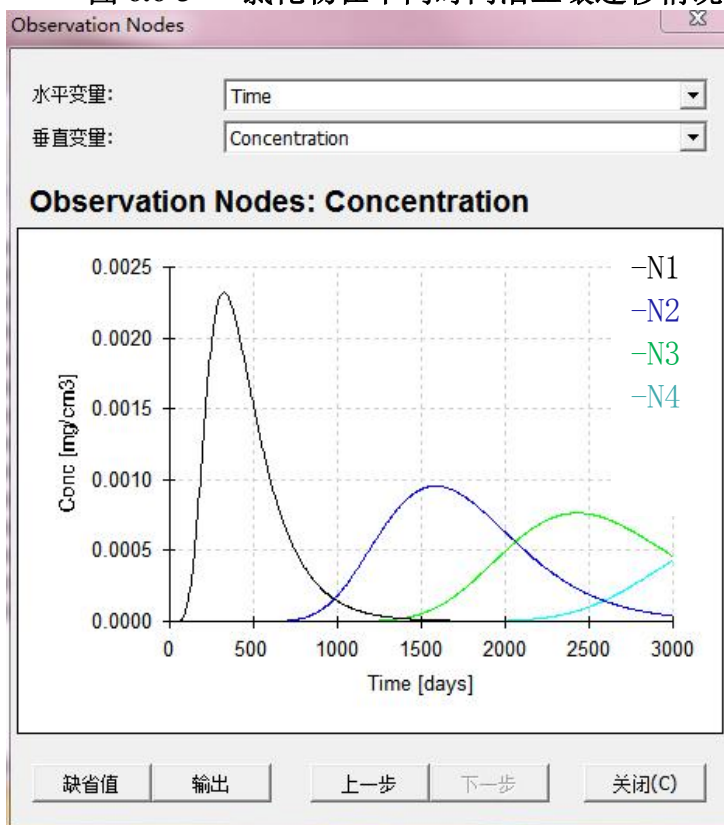 Observation Nodes
水平变量: Time
垂直变量: Concentration
Observation Nodes: Concentration
-N1
-N2
-N3
-N4
0.0025
0.0020
0.0015
0.0010
0.0005
0.0000
Conc [mg/cm3]
0 500 1000 1500 2000 2500 3000
Time [days]
缺省值 输出 上一步 下一步 关闭(C)